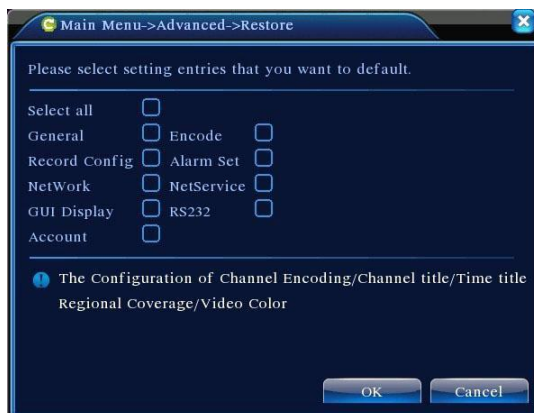 Main Menu->Advanced->Restore
Please select setting entries that you want to default.
Select all
General Encode
Record Config Alarm Set
NetWork NetService
GUI Display RS232
Account
The Configuration of Channel Encoding/Channel title/Time title
Regional Coverage/Video Color
OK Cancel